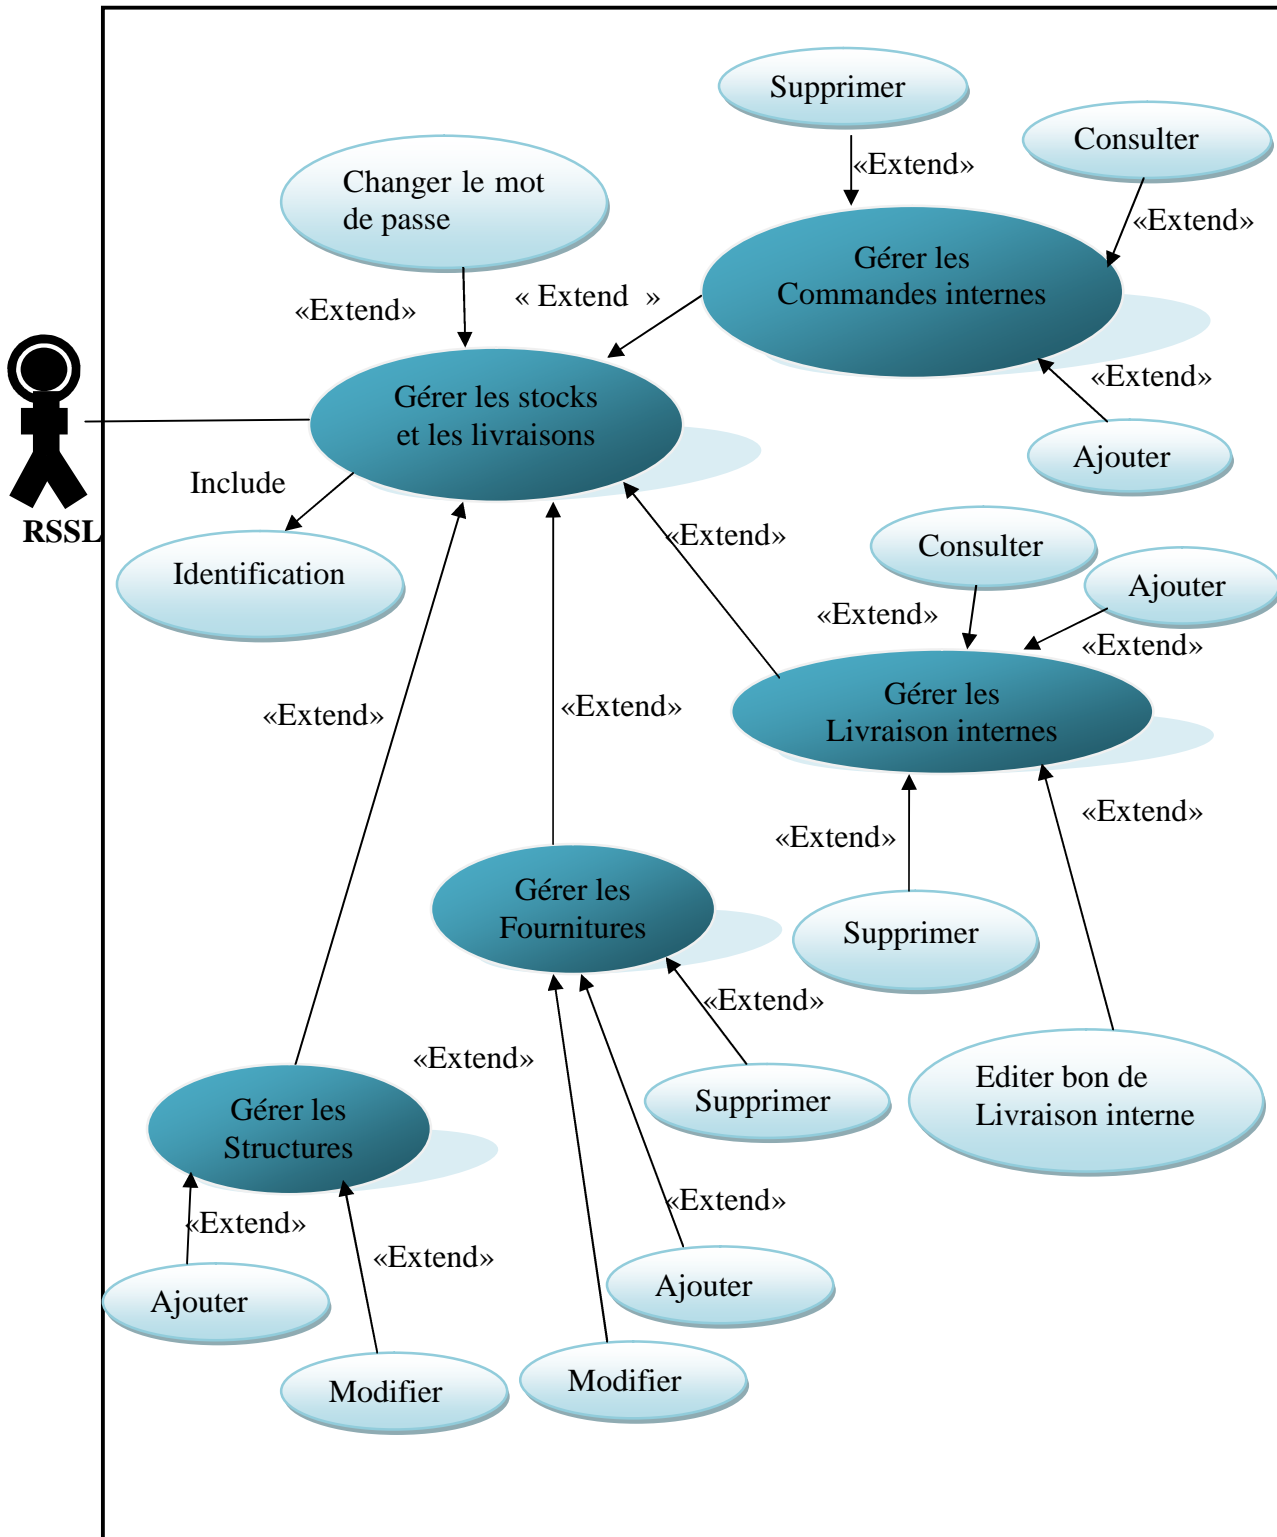 Supprimer
Consulter
«Extend»
Changer le mot
de passe
«Extend»
Gérer les
Commandes internes
« Extend »
«Extend»
«Extend»
Gérer les stocks
et les livraisons
Ajouter
Include
RSSL
«Extend»
Consulter
Identification
Ajouter
«Extend»
«Extend»
Gérer les
Livraison internes
«Extend»
«Extend»
«Extend»
«Extend»
Gérer les
Fournitures
Supprimer
«Extend»
«Extend»
Editer bon de
Livraison interne
Supprimer
Gérer les
Structures
«Extend»
«Extend»
«Extend»
Ajouter
Ajouter
Modifier
Modifier